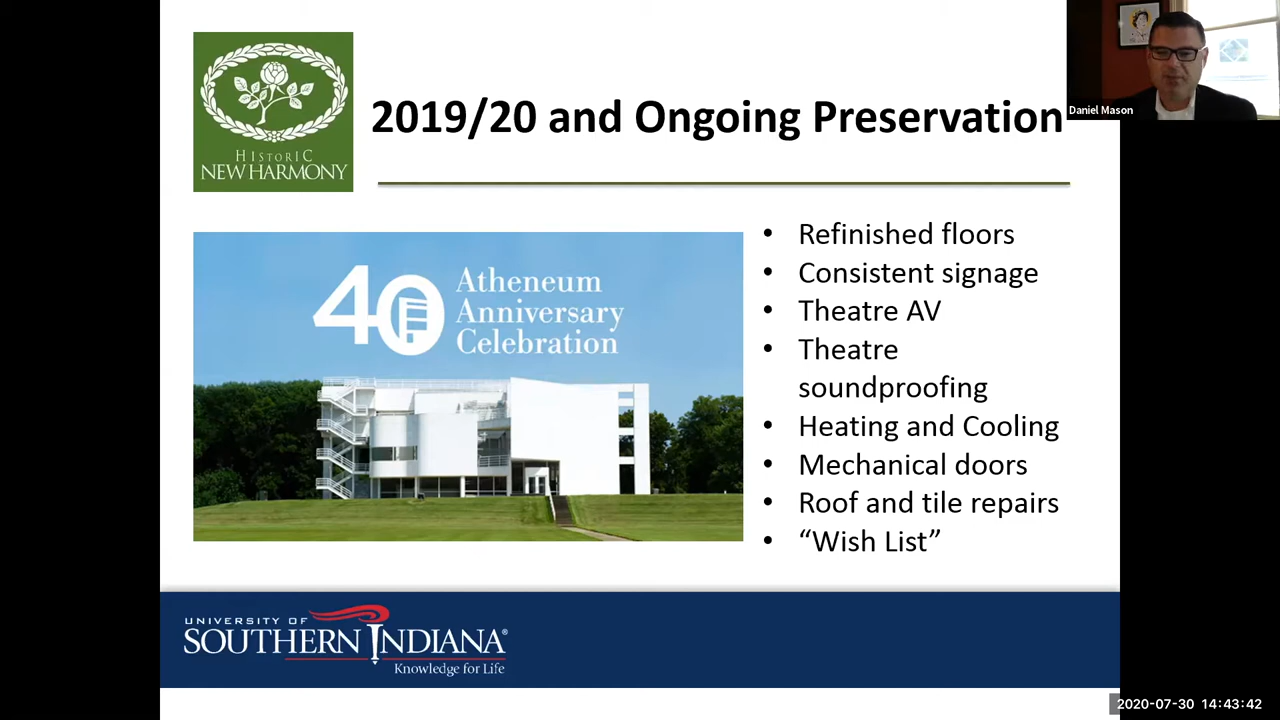 HISTORIC
NEW HARMONY
2019/20 and Ongoing Preservation
Daniel Mason
40 Atheneum
Anniversary
Celebration
• Refinished floors
• Consistent signage
• Theatre AV
• Theatre
soundproofing
• Heating and Cooling
• Mechanical doors
• Roof and tile repairs
• “Wish List”
UNIVERSITY OF
SOUTHERN INDIANA®
Knowledge for Life
2020-07-30 14:43:42